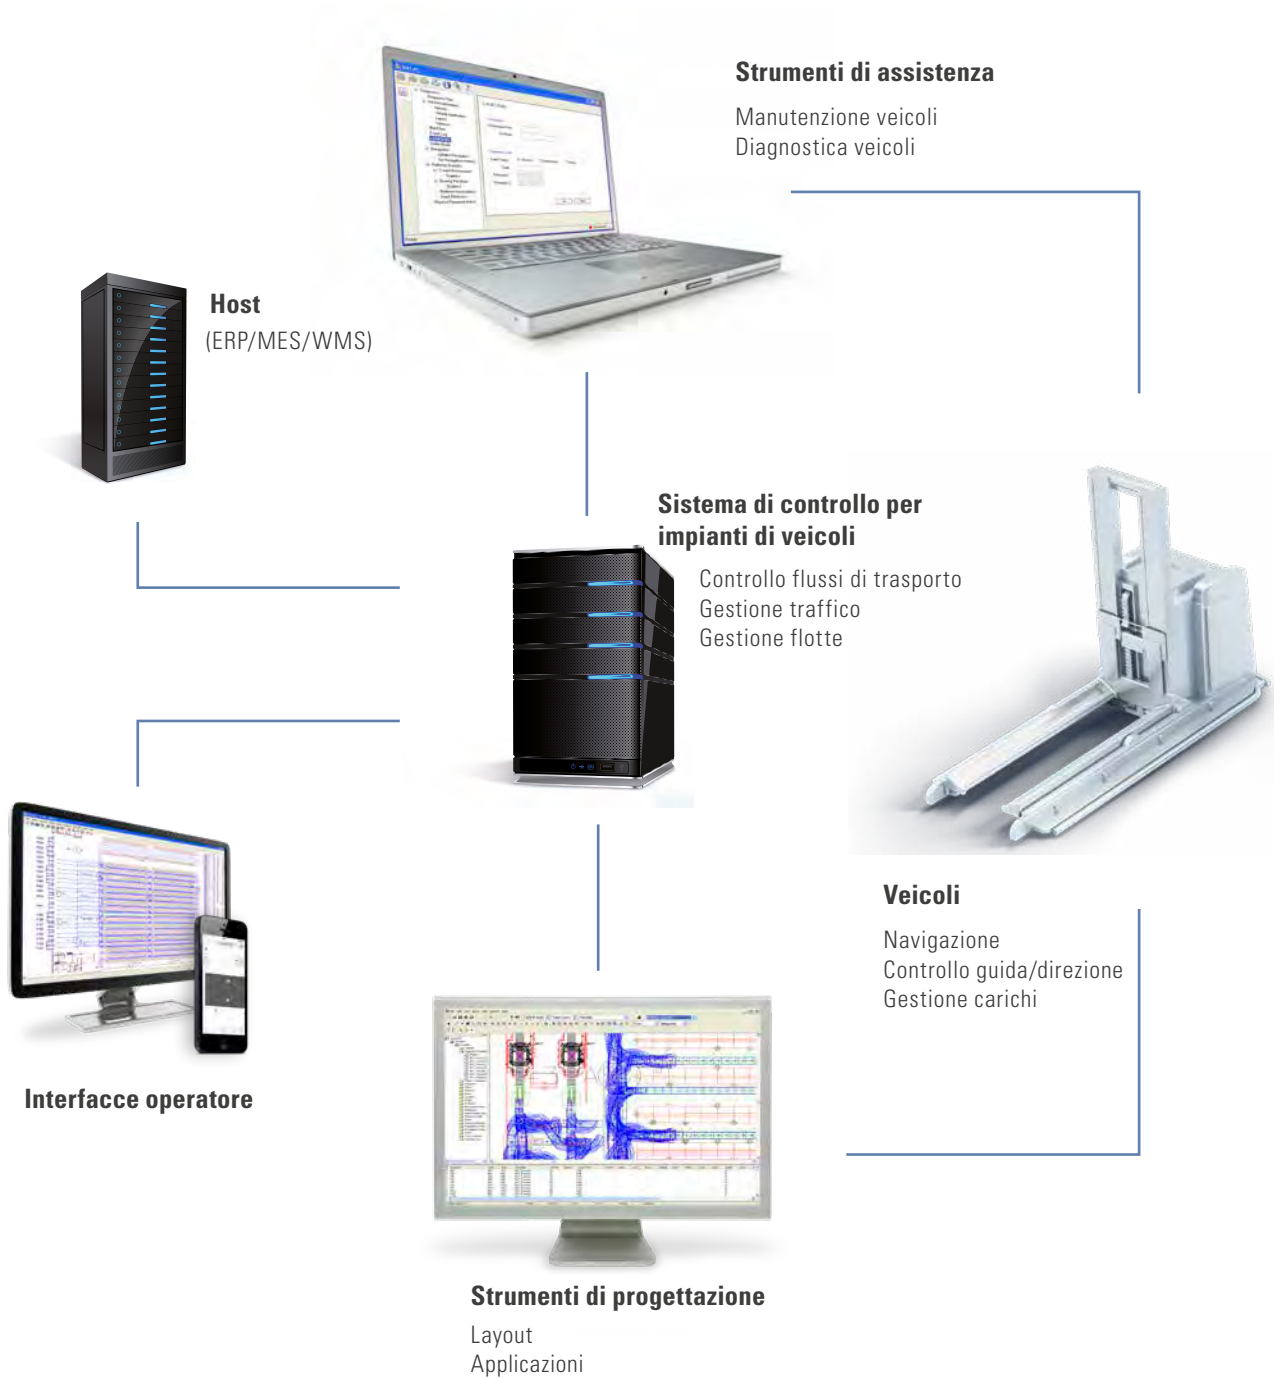 Strumenti di assistenza
Manutenzione veicoli
Diagnostica veicoli
Host
(ERP/MES/WMS)
Sistema di controllo per
impianti di veicoli
Controllo flussi di trasporto
Gestione traffico
Gestione flotte
Veicoli
Navigazione
Controllo guida/direzione
Gestione carichi
Interfacce operatore
Strumenti di progettazione
Layout
Applicazioni